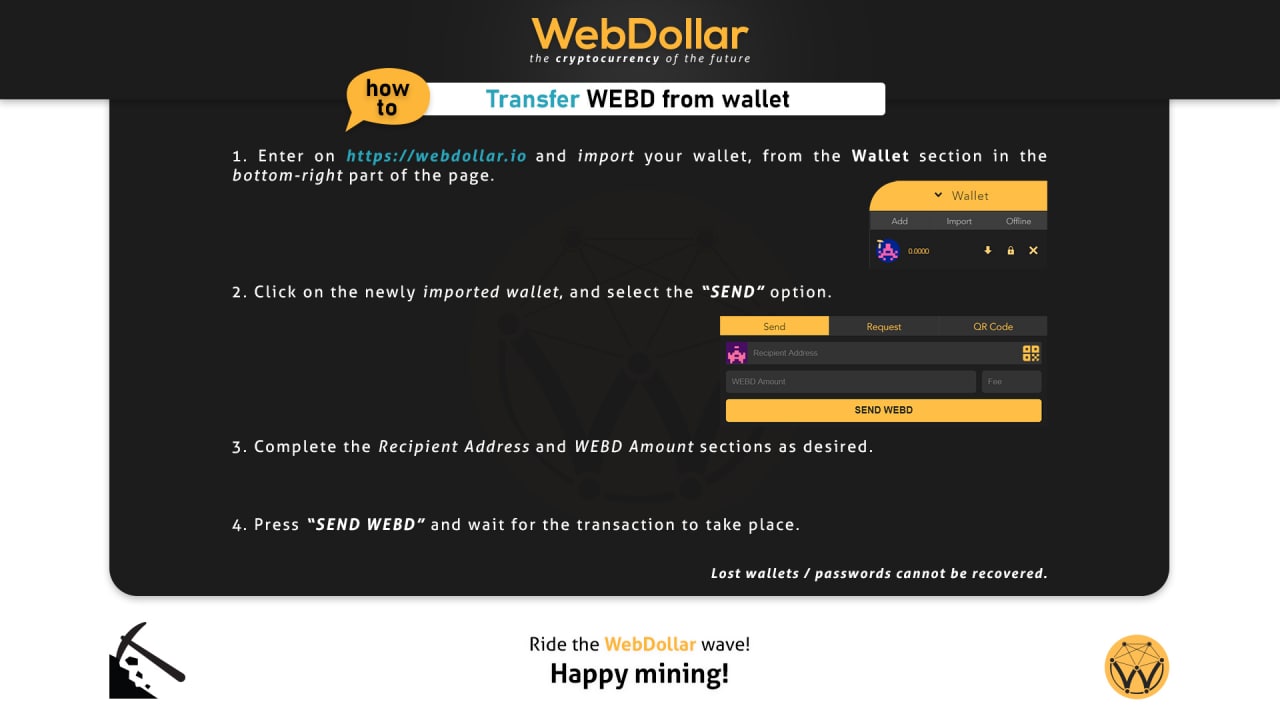 WebDollar
the cryptocurrency of the future
how
to
Transfer WEBD from wallet
1. Enter on https://webdollar.io and import your wallet, from the Wallet section in the
bottom-right part of the page.
Wallet
Add Import Offline
0.0000
2. Click on the newly imported wallet, and select the “SEND” option.
Send Request QR Code
Recipient Address
WEBD Amount Fee
SEND WEBD
3. Complete the Recipient Address and WEBD Amount sections as desired.
4. Press “SEND WEBD” and wait for the transaction to take place.
Lost wallets / passwords cannot be recovered.
Ride the WebDollar wave!
Happy mining!